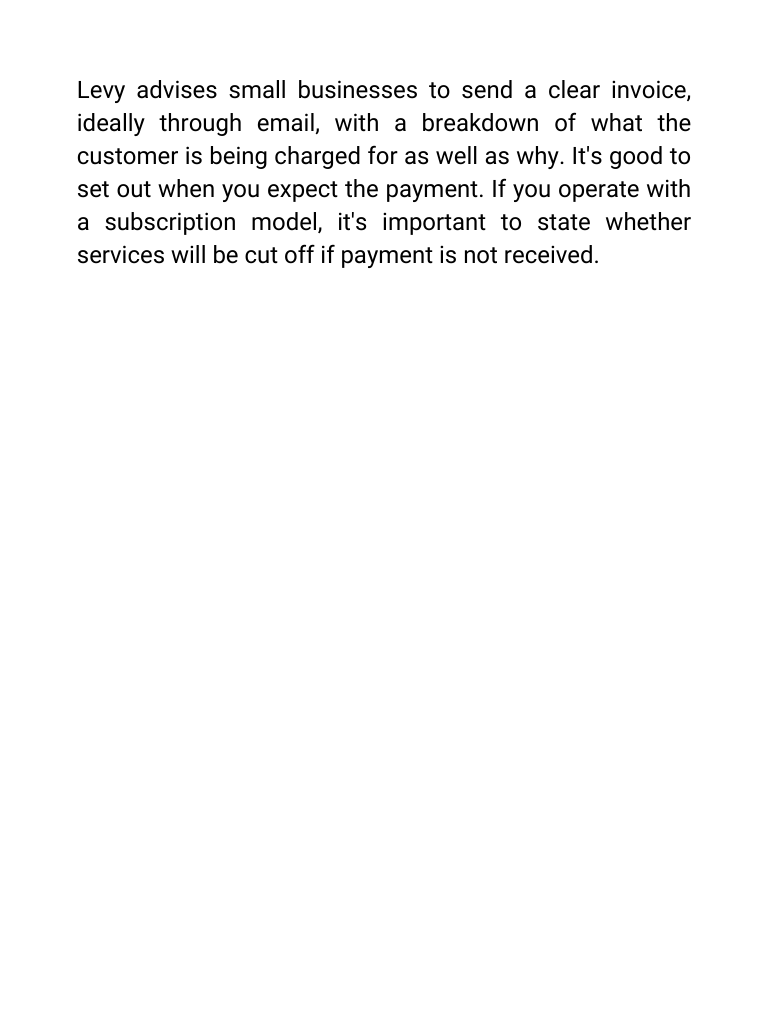 Levy advises small businesses to send a clear invoice,
ideally through email, with a breakdown of what the
customer is being charged for as well as why. It's good to
set out when you expect the payment. If you operate with
a subscription model, it's important to state whether
services will be cut off if payment is not received.